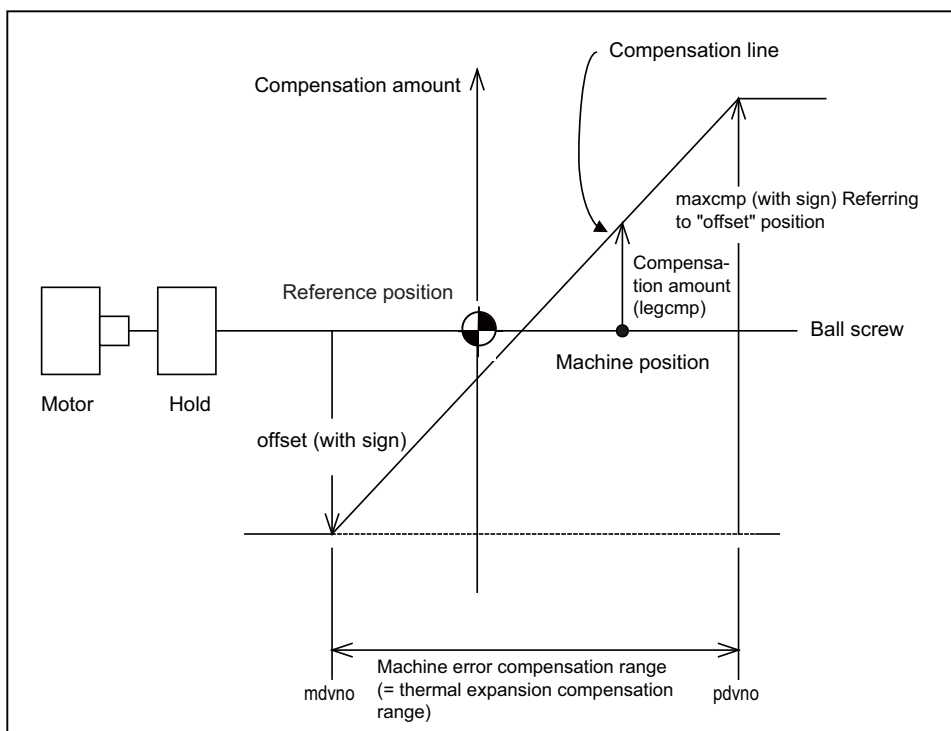 Compensation line
Compensation amount
maxcmp (with sign) Referring
to "offset" position
Compensa-
tion amount
(legcmp)
Reference position
Ball screw
Machine position
Motor
Hold
offset (with sign)
Machine error compensation range
(= thermal expansion compensation
range)
mdvno
pdvno